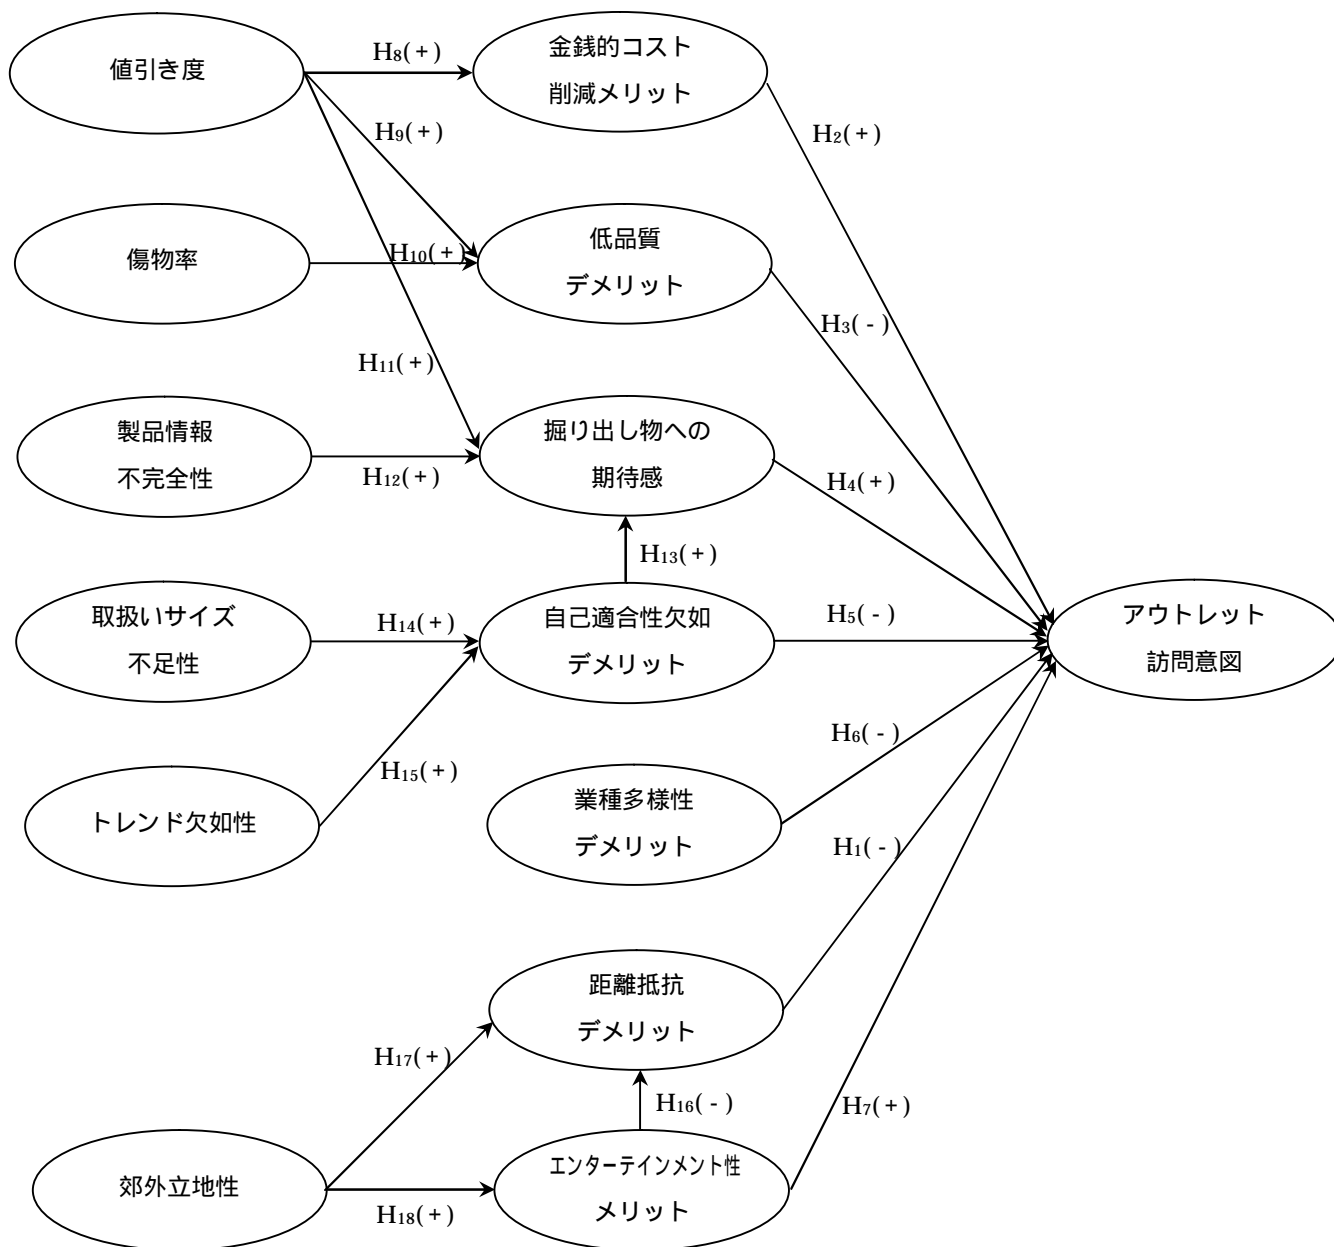 値引き度
H8(+)
金銭的コスト
削減メリット
H9(+)
H2(+)
傷物率
H10(+)
低品質
デメリット
H3(-)
H11(+)
製品情報
不完全性
H12(+)
掘り出し物への
期待感
H4(+)
H13(+)
取扱いサイズ
不足性
H14(+)
自己適合性欠如
デメリット
H5(-)
アウトレット
訪問意図
H15(+)
トレンド欠如性
業種多様性
デメリット
H6(-)
H1(-)
距離抵抗
デメリット
H17(+)
H16(-)
H7(+)
郊外立地性
H18(+)
エンターテインメント性
メリット